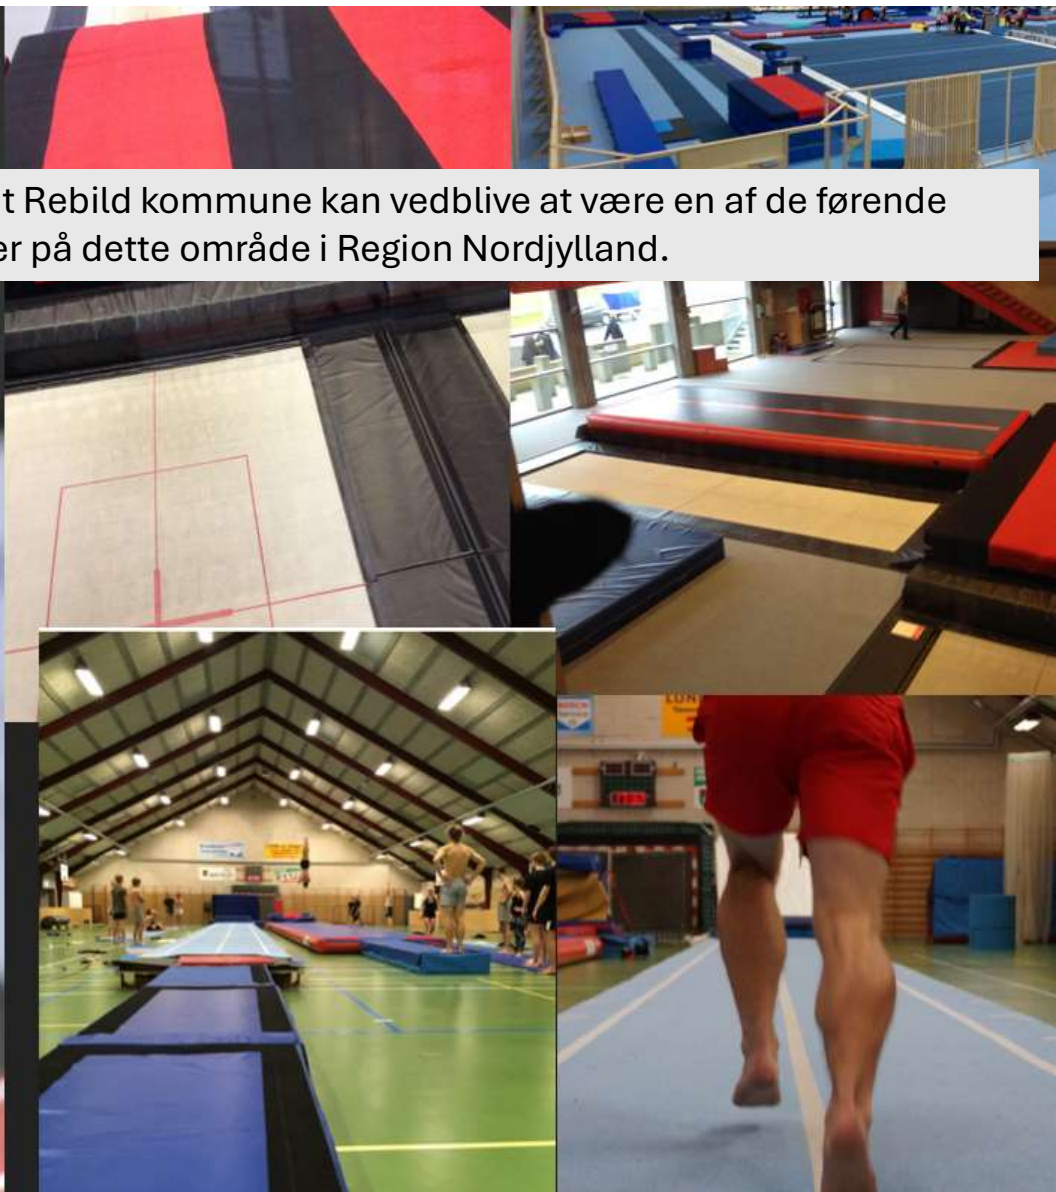 t Rebild kommune kan vedblive at være en af de førende
er på dette område i Region Nordjylland.